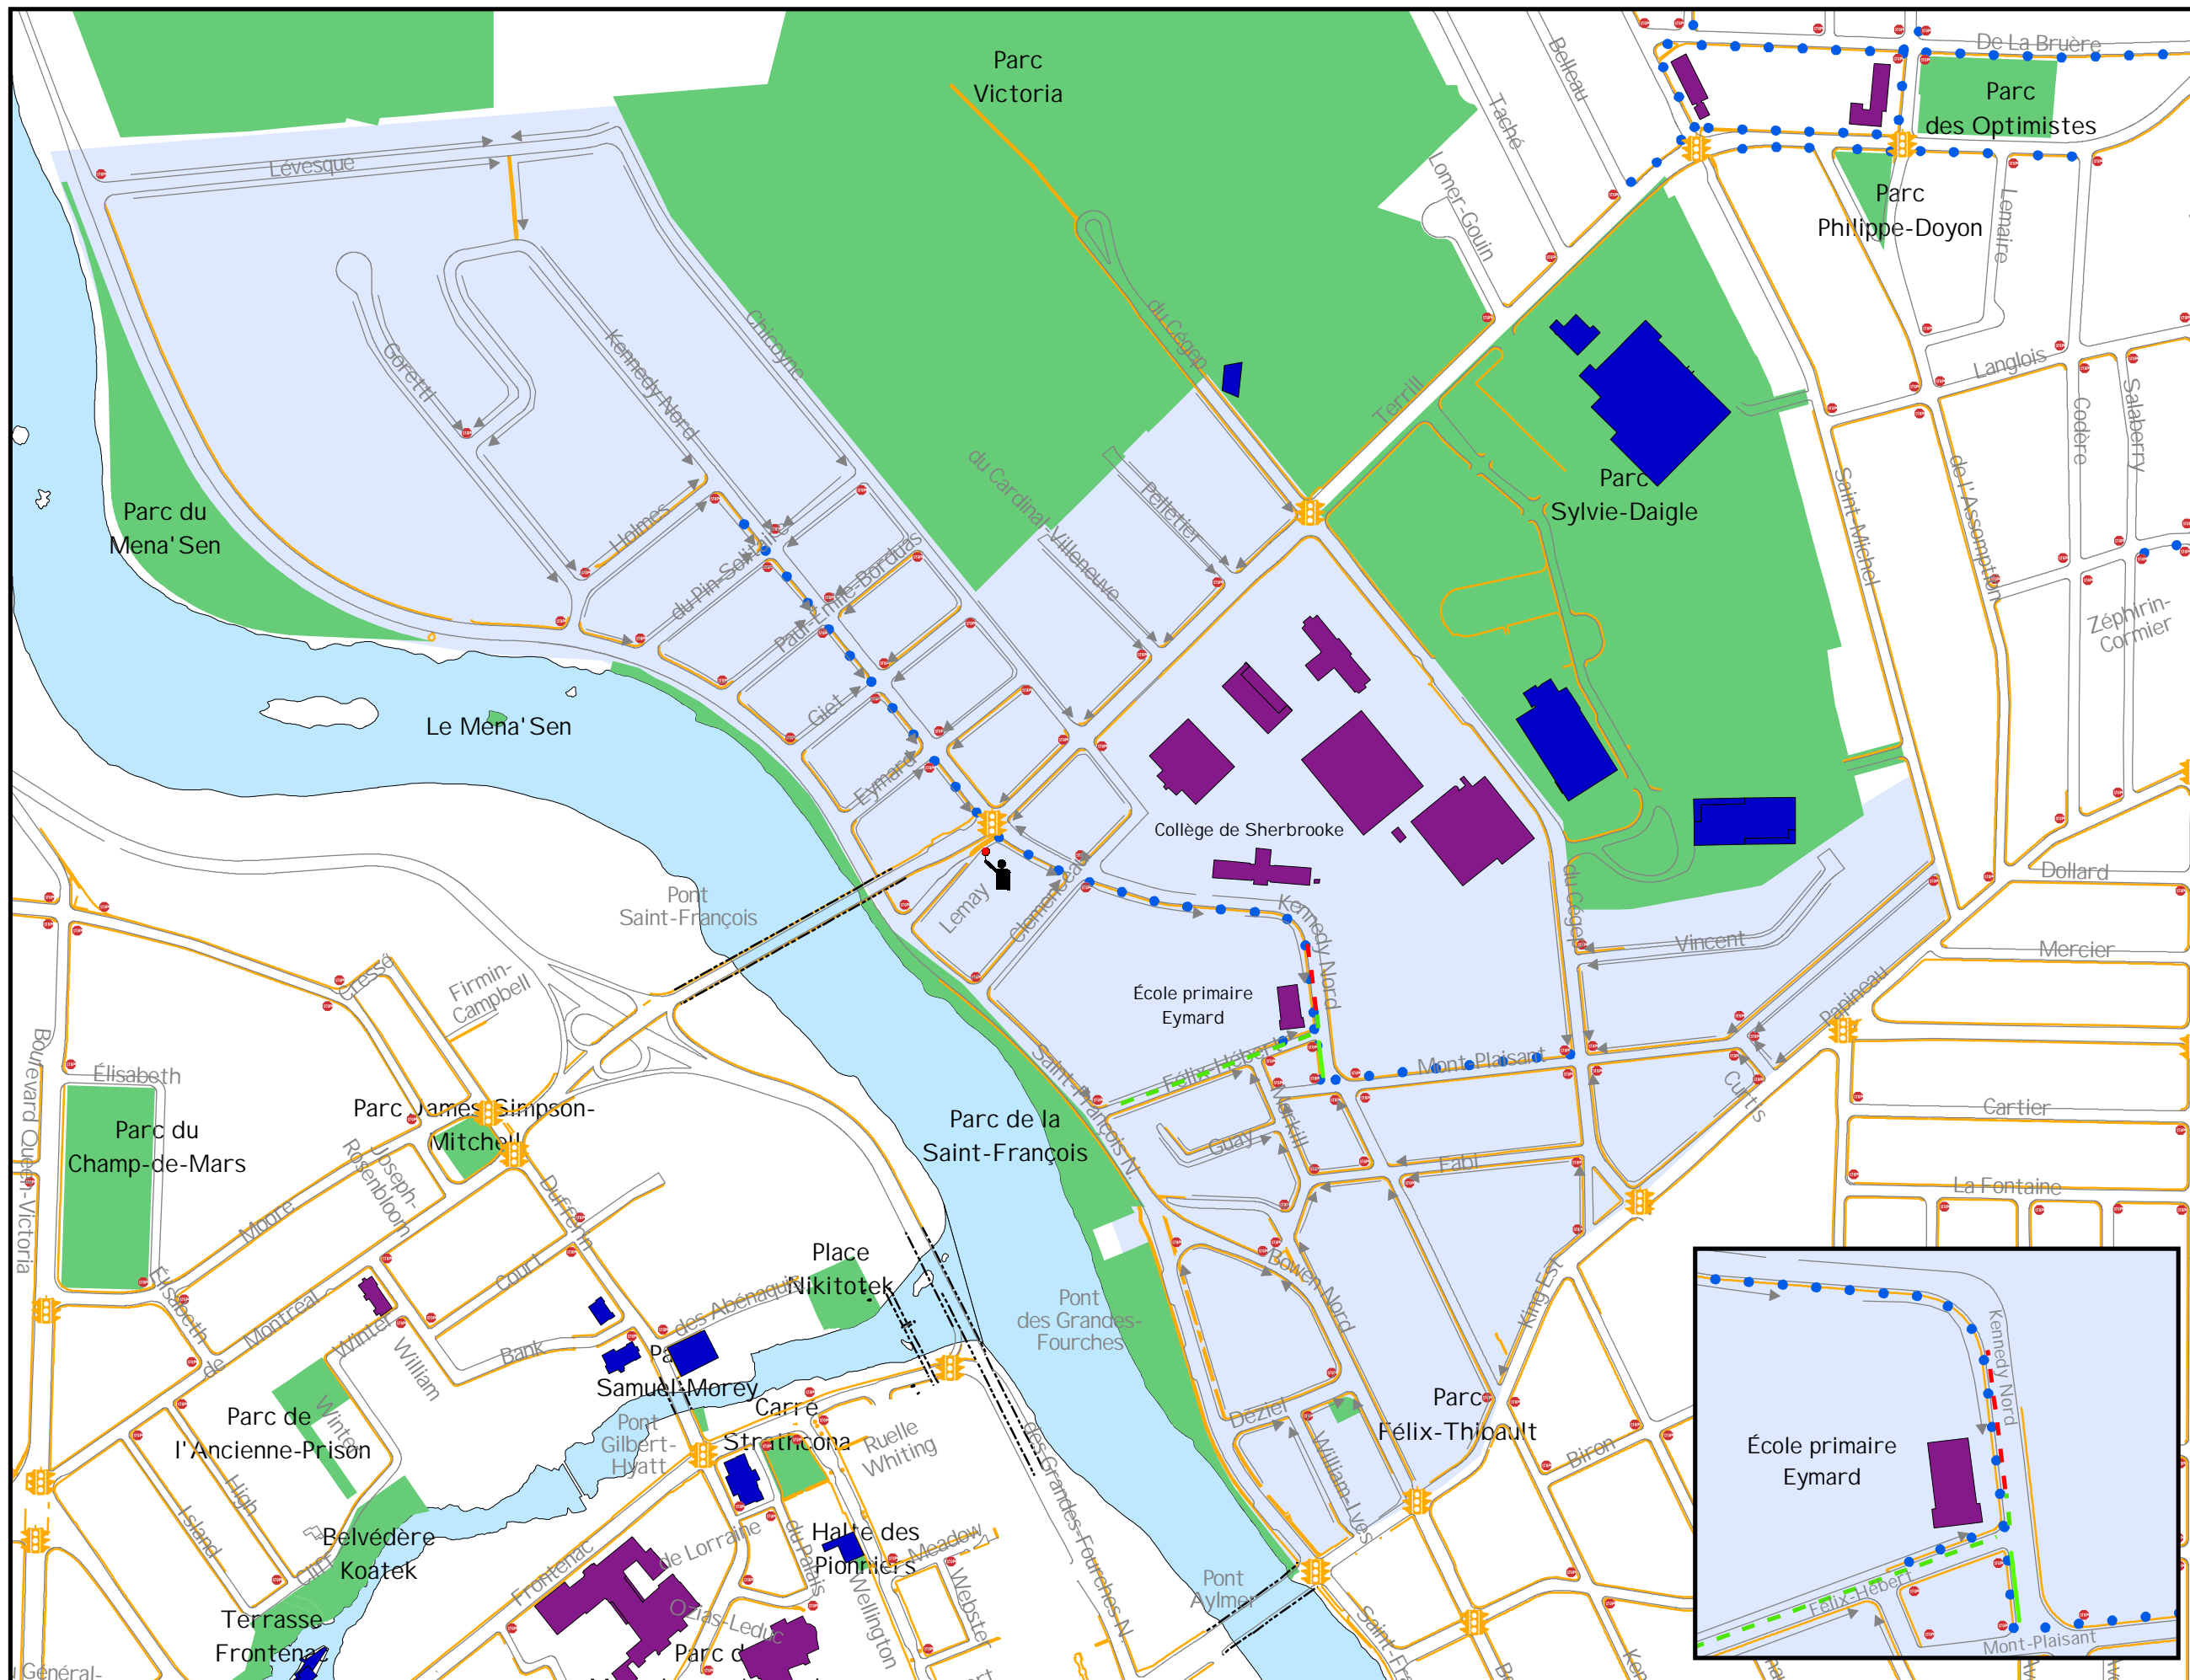 Parc
Victoria
Belleau
De La Bruère
Parc
des Optimistes
Taché
Lomer-Gouin
Lévesque
Parc
Philippe-Doyon
Lemaire
du Cégep
Chicoyne
Kennedy Nord
Goretti
Terrill
Langlois
Salaberry
Codère
Parc
Sylvie-Daigle
Saint-Michel
de l'Assomption
du Cardinal-Villeneuve
Pelletier
Parc du
Mena'Sen
Holmes
du Pin-Solitaire
Paul-Émile-Borduas
Zéphirin-
Cormier
Giet
Le Mena'Sen
Eymard
Collège de Sherbrooke
Dollard
Pont
Saint-François
Lemay
Clemenceau
Kennedy Nord
du Cégep
Vincent
Mercier
Cressé
Firmin-
Campbell
École primaire
Eymard
Papineau
Boulevard Queen-Victoria
Élisabeth
Saint-François N.
Félix-Hébert
Mont-Plaisant
Curtis
Cartier
Parc James-Simpson-
Mitchell
Parc du
Champ-de-Mars
Parc de la
Saint-François
Markill
Guay
Fabi
La Fontaine
Joseph-
Rosenbloom
Moore
Dufferin
Court
Place
Nikitotek
des Abénaquis
Élisabeth
de Montréal
Winter
William
Bank
Pont
des Grandes-
Fourches
Bowen Nord
King Est
Samuel-Morey
Carré
Strathcona
Pont
Gilbert-
Hyatt
Ruelle
Whiting
Parc de
l'Ancienne-Prison
Winter
Déziel
William-Ives
Parc
Félix-Thibault
Biron
High
Island
Cliff
Belvédère
Koatek
de Lorraine
du Palais
Halte des
Pionniers
Meadow
Webster
Wellington
des Grandes-Fourches N.
Frontenac
Ozias-Leduc
Terrasse
Frontenac
Pont
Aylmer
Kennedy Nord
École primaire
Eymard
Félix-Hébert
Mont-Plaisant